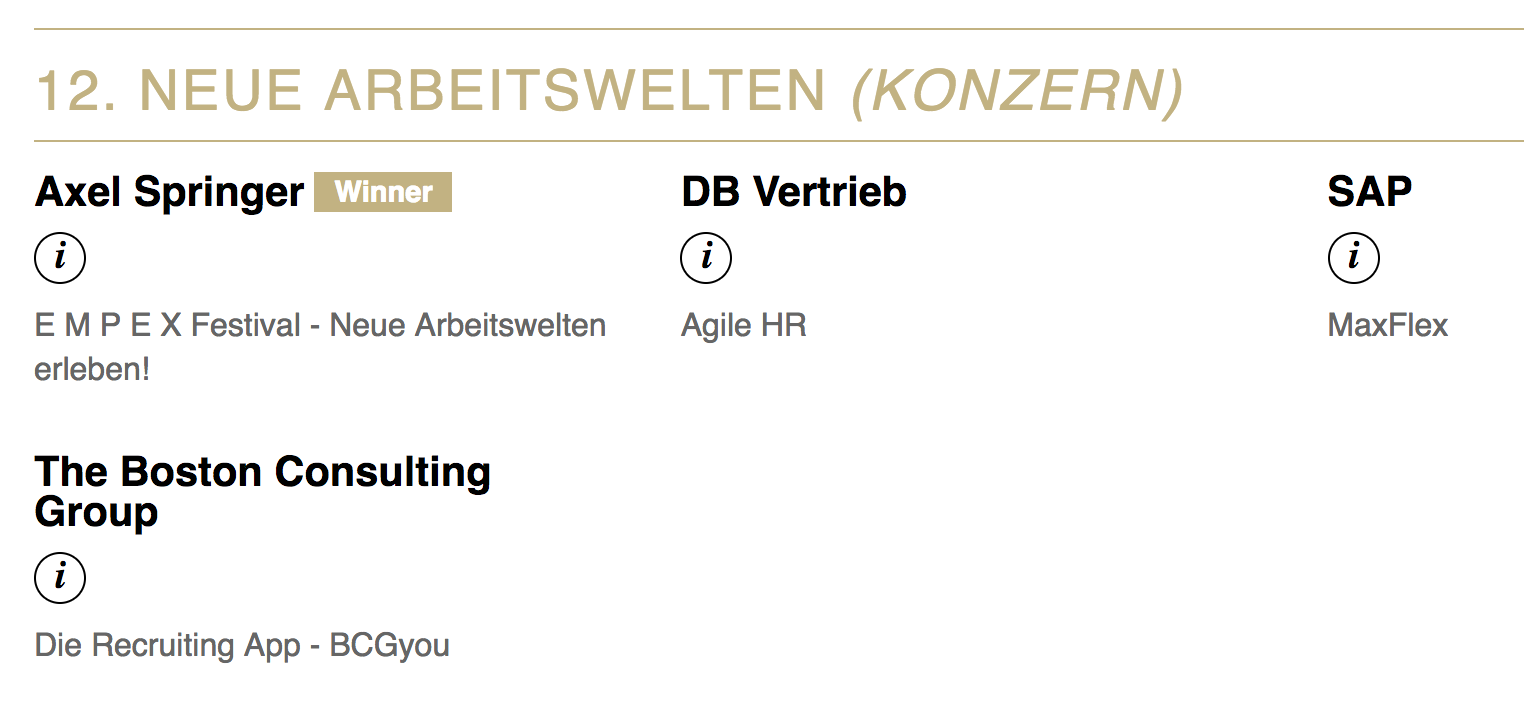 12. NEUE ARBEITSWELTEN (KONZERN)
Axel Springer Winner
i
E M P E X Festival - Neue Arbeitswelten
erleben!
DB Vertrieb
i
Agile HR
SAP
i
MaxFlex
The Boston Consulting
Group
i
Die Recruiting App - BCGyou